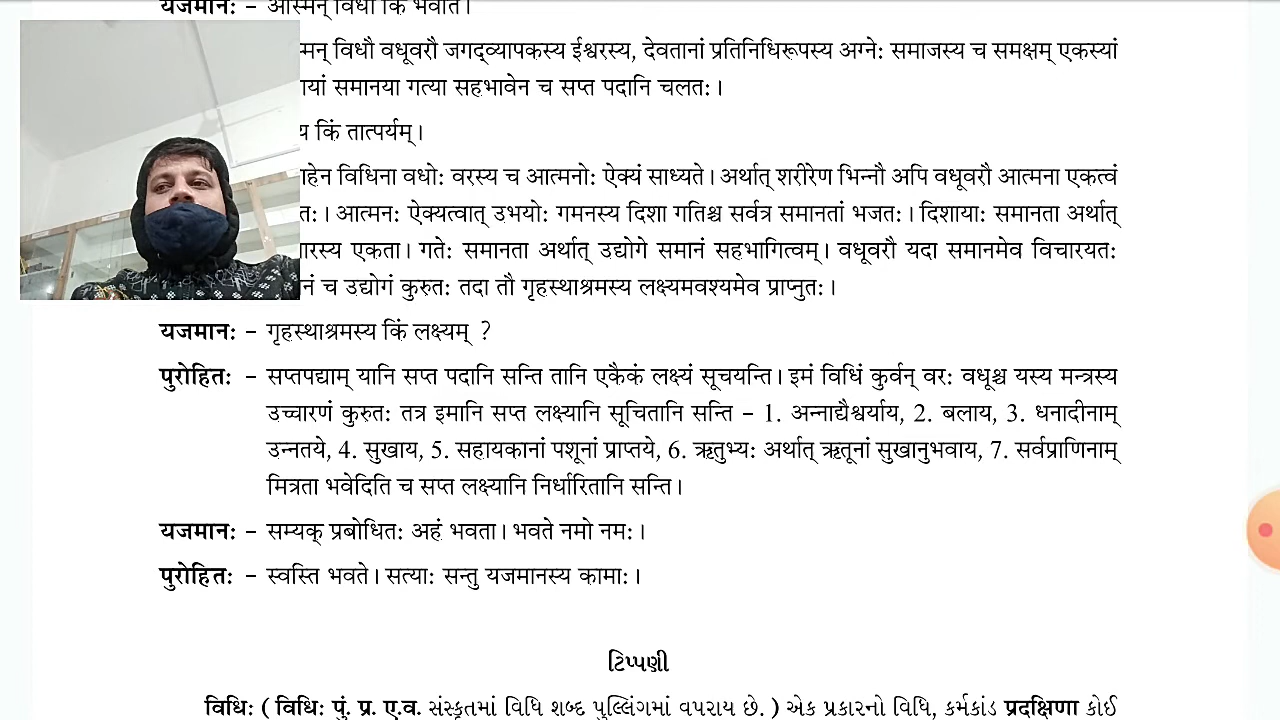 यजमानः – अस्मिन् विधौ किं भवति।
विधौ वधूवरौ जगद्व्यापकस्य ईश्वरस्य, देवतानां प्रतिनिधिरूपस्य अग्नेः समाजस्य च समक्षम् एकस्यां
समानया गत्या सहभावेन च सप्त पदानि चलतः।
किं तात्पर्यम्।
विधिना वधोः वरस्य च आत्मनोः ऐक्यं साध्यते। अर्थात् शरीरेण भिन्नौ अपि वधूवरौ आत्मना एकत्वं
आत्मनः ऐक्यत्वात् उभयोः गमनस्य दिशा गतिश्च सर्वत्र समानतां भजतः। दिशायाः समानता अर्थात्
एकता। गतेः समानता अर्थात् उद्योगे समानं सहभागित्वम्। वधूवरौ यदा समानमेव विचारयतः
च उद्योगं कुरुतः तदा तौ गृहस्थाश्रमस्य लक्ष्यमवश्यमेव प्राप्नुतः।
यजमानः – गृहस्थाश्रमस्य किं लक्ष्यम् ?
पुरोहितः – सप्तपद्याम् यानि सप्त पदानि सन्ति तानि एकैकं लक्ष्यं सूचयन्ति। इमं विधिं कुर्वन् वरः वधूश्च यस्य मन्त्रस्य
उच्चारणं कुरुतः तत्र इमानि सप्त लक्ष्यानि सूचितानि सन्ति – 1. अन्नाद्यैश्वर्याय, 2. बलाय, 3. धनादीनाम्
उन्नतये, 4. सुखाय, 5. सहायकानां पशूनां प्राप्तये, 6. ऋतुभ्यः अर्थात् ऋतूनां सुखानुभवाय, 7. सर्वप्राणिनाम्
मित्रता भवेदिति च सप्त लक्ष्यानि निर्धारितानि सन्ति।
यजमानः – सम्यक् प्रबोधितः अहं भवता। भवते नमो नमः।
पुरोहितः – स्वस्ति भवते। सत्याः सन्तु यजमानस्य कामाः।
ટિપ્પણી
વિધિઃ ( વિધિઃ પું. પ્ર. એ.વ. સંસ્કૃતમાં વિધિ શબ્દ પુલ્લિંગમાં વપરાય છે. ) એક પ્રકારનો વિધિ, કર્મકાંડ પ્રદક્ષિણા કોઈ